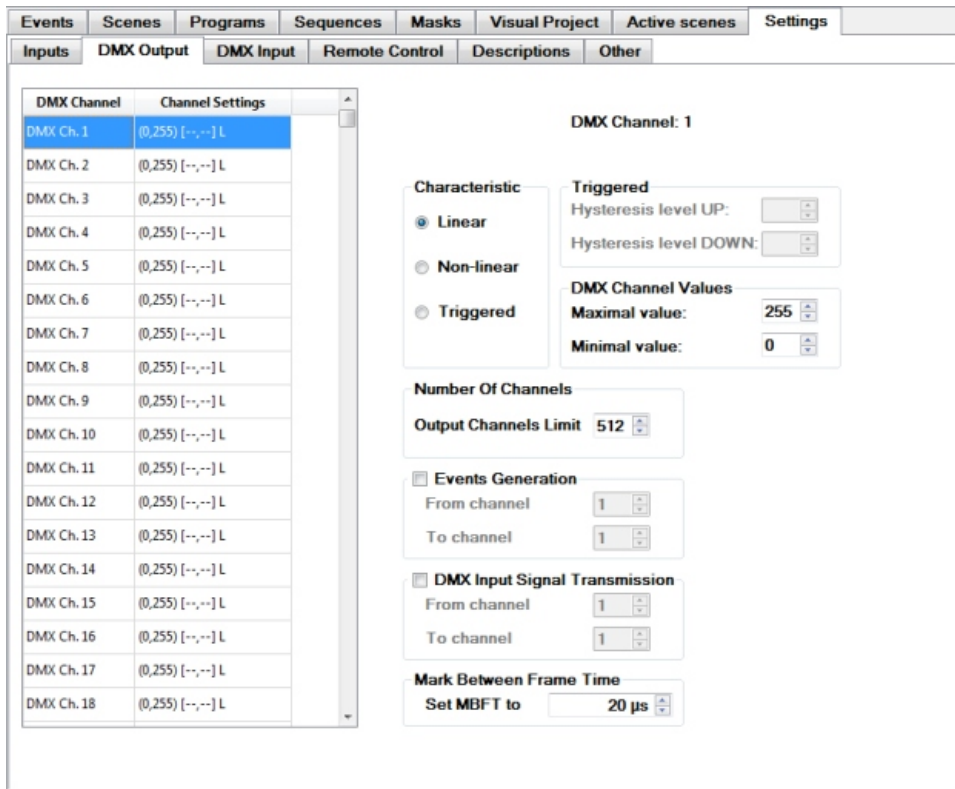 Events Scenes Programs Sequences Masks Visual Project Active scenes Settings
Inputs DMX Output DMX Input Remote Control Descriptions Other
DMX Channel Channel Settings
DMX Ch. 1 (0,255) [--,--] L
DMX Ch. 2 (0,255) [--,--] L
DMX Ch. 3 (0,255) [--,--] L
DMX Ch. 4 (0,255) [--,--] L
DMX Ch. 5 (0,255) [--,--] L
DMX Ch. 6 (0,255) [--,--] L
DMX Ch. 7 (0,255) [--,--] L
DMX Ch. 8 (0,255) [--,--] L
DMX Ch. 9 (0,255) [--,--] L
DMX Ch. 10 (0,255) [--,--] L
DMX Ch. 11 (0,255) [--,--] L
DMX Ch. 12 (0,255) [--,--] L
DMX Ch. 13 (0,255) [--,--] L
DMX Ch. 14 (0,255) [--,--] L
DMX Ch. 15 (0,255) [--,--] L
DMX Ch. 16 (0,255) [--,--] L
DMX Ch. 17 (0,255) [--,--] L
DMX Ch. 18 (0,255) [--,--] L
DMX Channel: 1
Characteristic
Linear
Non-linear
Triggered
Triggered
Hysteresis level UP:
Hysteresis level DOWN:
DMX Channel Values
Maximal value: 255
Minimal value: 0
Number Of Channels
Output Channels Limit 512
Events Generation
From channel 1
To channel 1
DMX Input Signal Transmission
From channel 1
To channel 1
Mark Between Frame Time
Set MBFT to 20 µs